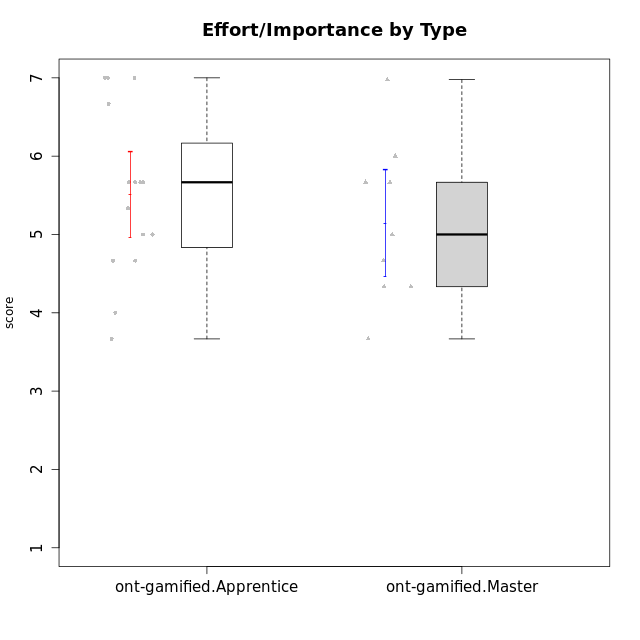 Effort/Importance by Type
score
7
6
5
4
3
2
1
ont-gamified.Apprentice
ont-gamified.Master